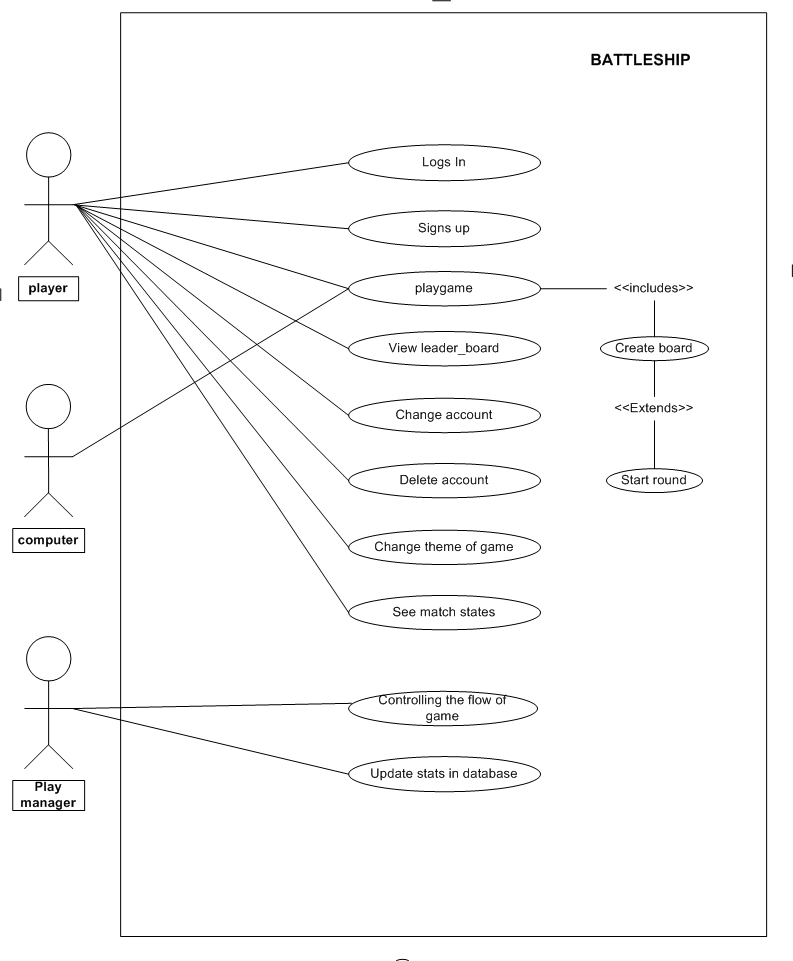 BATTLESHIP
Logs In
Signs up
player
playgame
<<includes>>
View leader_board
Create board
Change account
<<Extends>>
Delete account
Start round
computer
Change theme of game
See match states
Controlling the flow of
game
Play
manager
Update stats in database